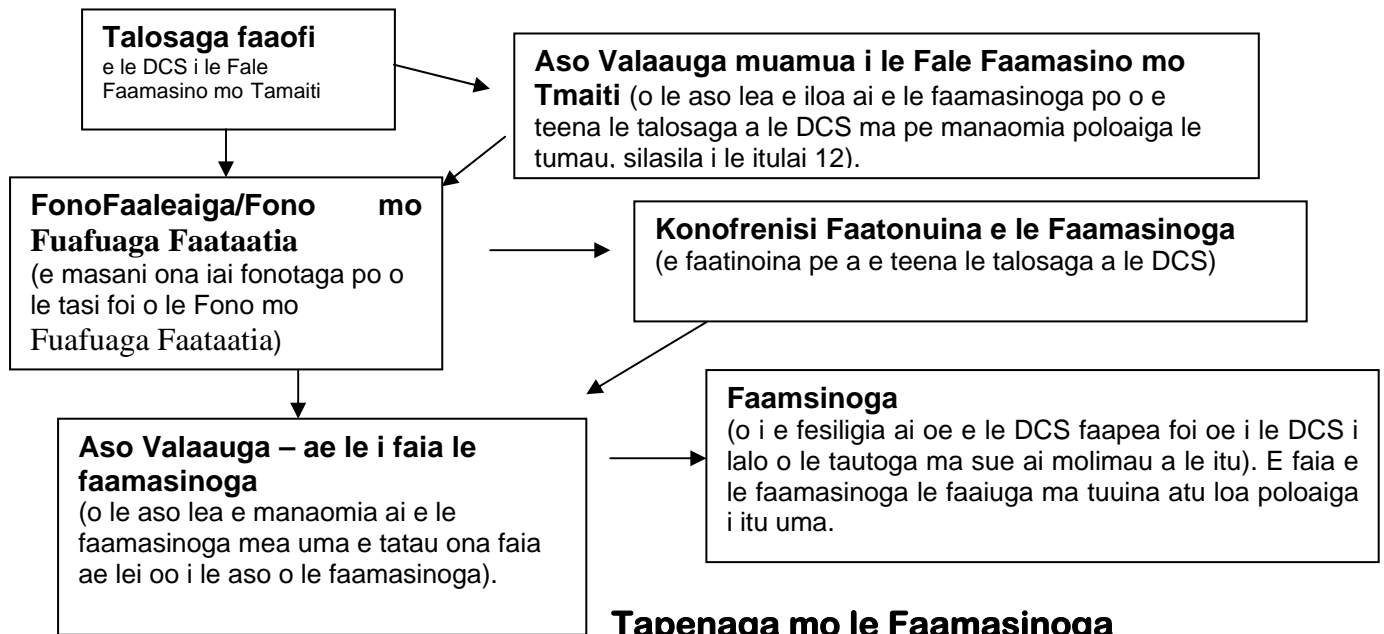 Talosaga faaofi
e le DCS i le Fale
Faamasino mo Tamaiti
Aso Valaauga muamua i le Fale Faamasino mo
Tmaiti (o le aso lea e iloa ai e le faamasinoga po o e
teena le talosaga a le DCS ma pe manaomia poloaiga le
tumau, silasila i le itulai 12).
FonoFaaleaiga/Fono mo
Fuafuaga Faataatia
(e masani ona iai fonotaga po o
le tasi foi o le Fono mo
Fuafuaga Faataatia)
Konofrenisi Faatonuina e le Faamasinoga
(e faatinoina pe a e teena le talosaga a le DCS)
Aso Valaauga – ae le i faia le
faamasinoga
(o le aso lea e manaomia ai e le
faamasinoga mea uma e tatau ona faia
ae lei oo i le aso o le faamasinoga).
Faamsinoga
(o i e fesiligia ai oe e le DCS faapea foi oe i le DCS i
lalo o le tautoga ma sue ai molimau a le itu). E faia e
le faamasinoga le faaiuga ma tuuina atu loa poloaiga
i itu uma.
Tapenaga mo le Faamasinoga